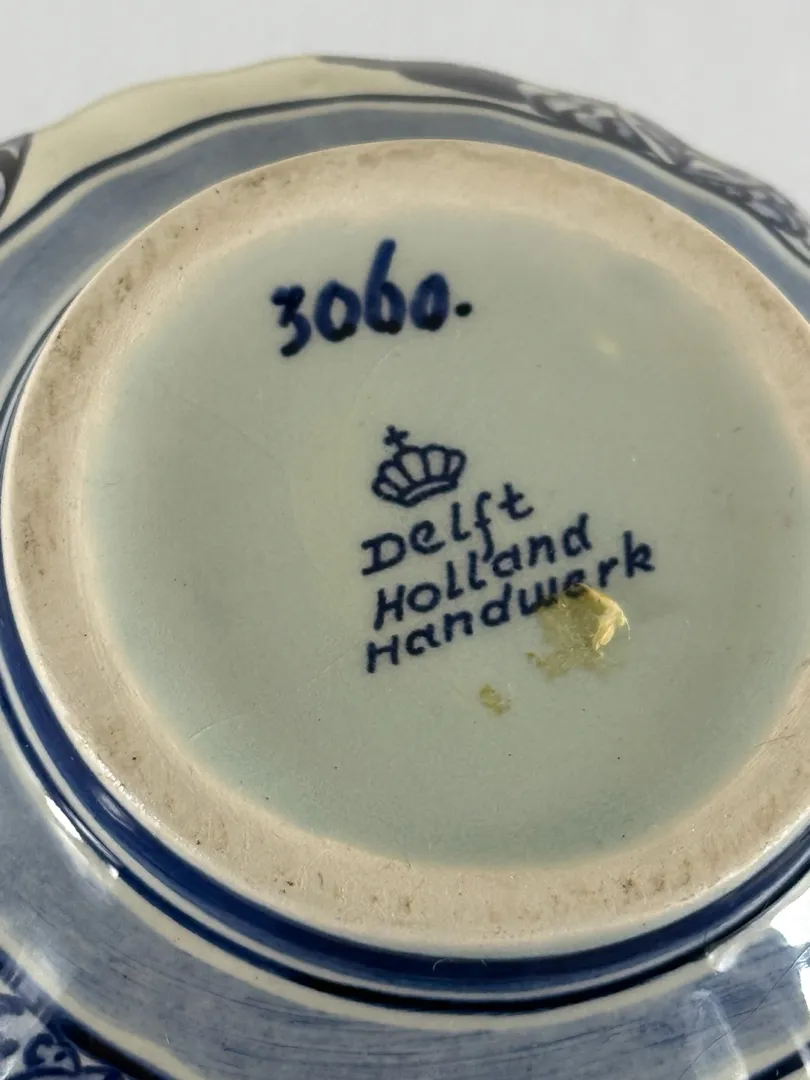 3060.
Delft
Holland
Handwerk